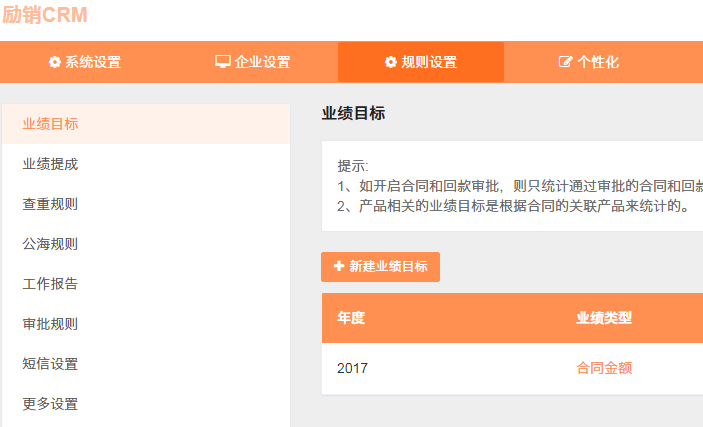 励销CRM
系统设置 企业设置 规则设置 个性化
业绩目标
业绩提成
查重规则
公海规则
工作报告
审批规则
短信设置
更多设置
业绩目标
提示:
1、如开启合同和回款审批，则只统计通过审批的合同和回款
2、产品相关的业绩目标是根据合同的关联产品来统计的。
新建业绩目标
年度 业绩类型
2017 合同金额